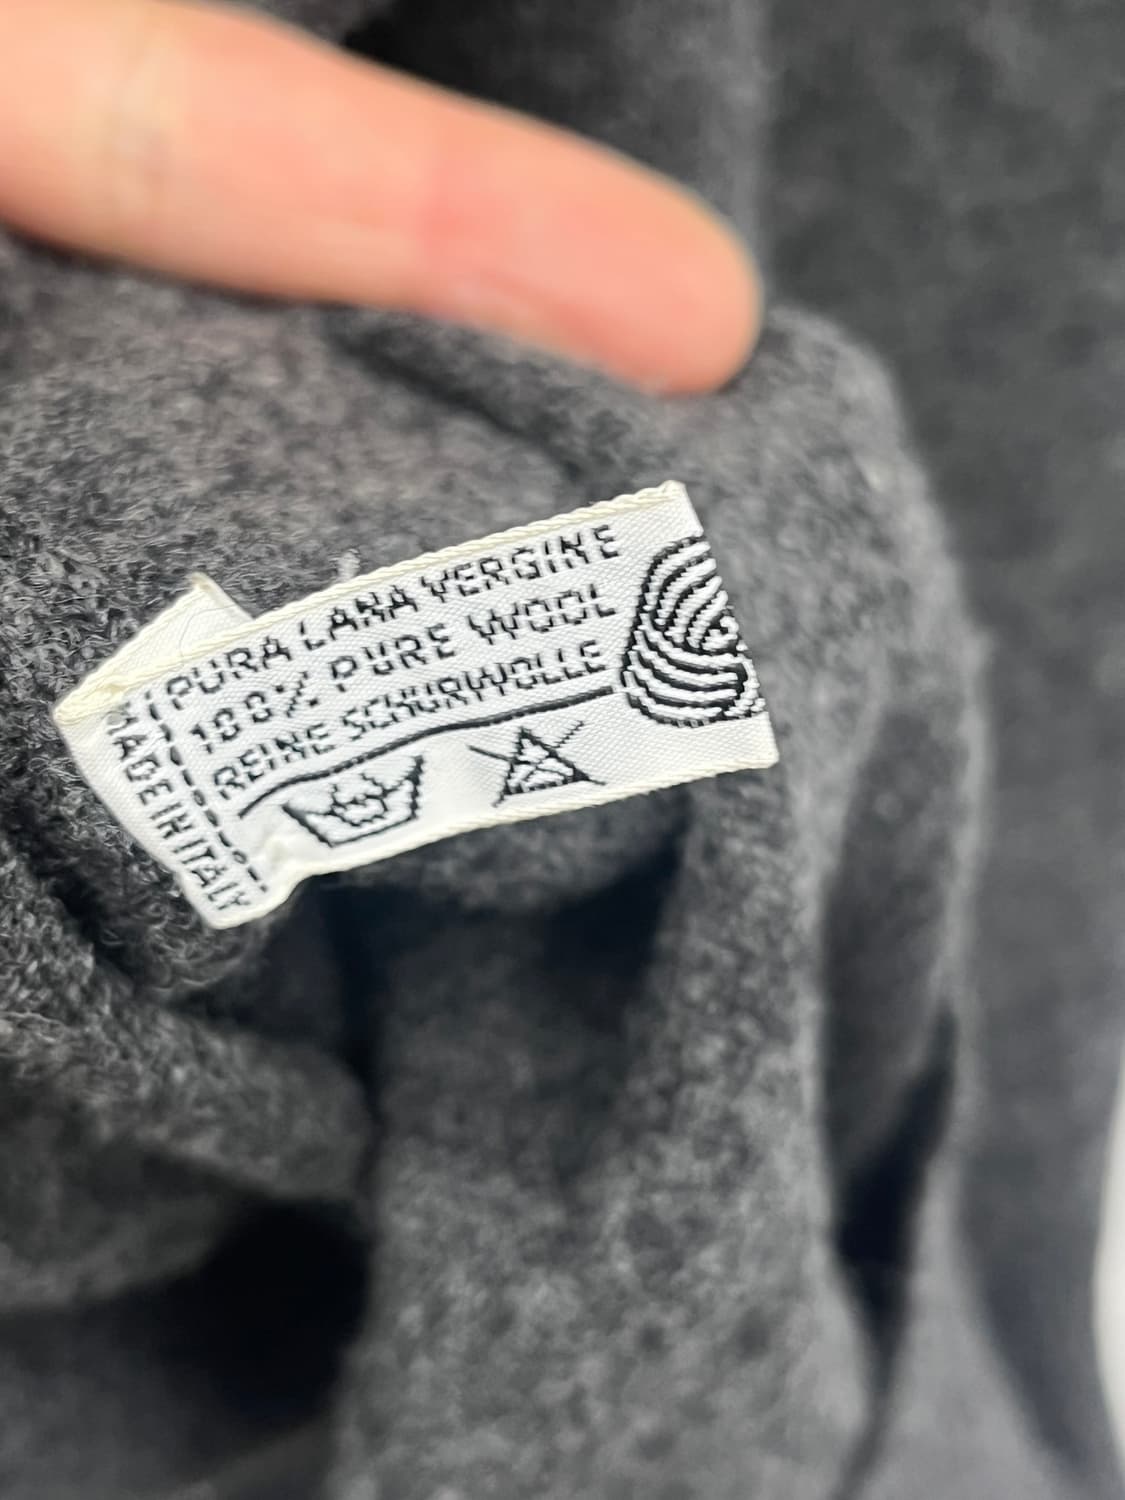 PURA LANA VERGINE
100% PURE WOOL
REINE SCHURWOLLE
MADE IN ITALY